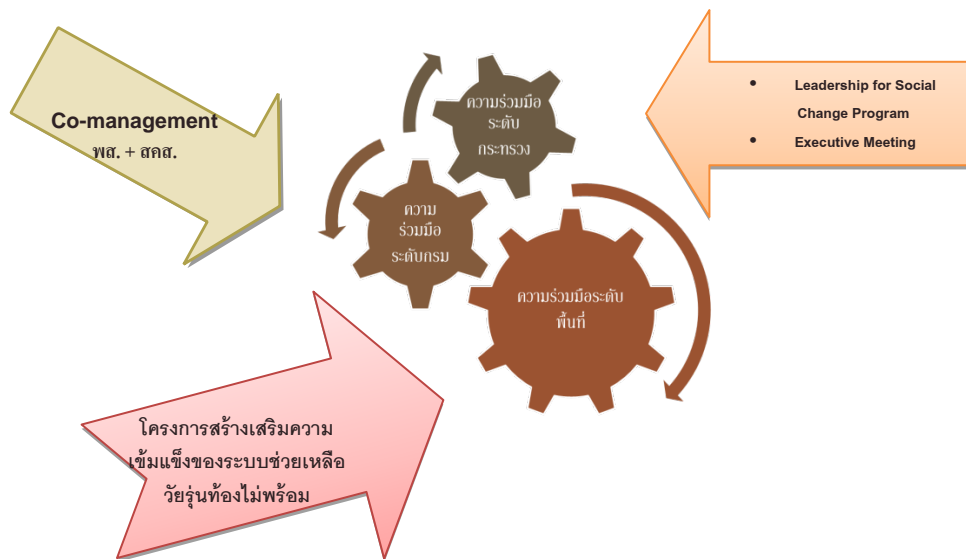 Co-management
พส. + สคส.
ความร่วมมือ
ระดับ
กระทรวง
• Leadership for Social
Change Program
• Executive Meeting
ความ
ร่วมมือ
ระดับกรม
ความร่วมมือระดับ
พื้นที่
โครงการสร้างเสริมความ
เข้มแข็งของระบบช่วยเหลือ
วัยรุ่นท้องไม่พร้อม